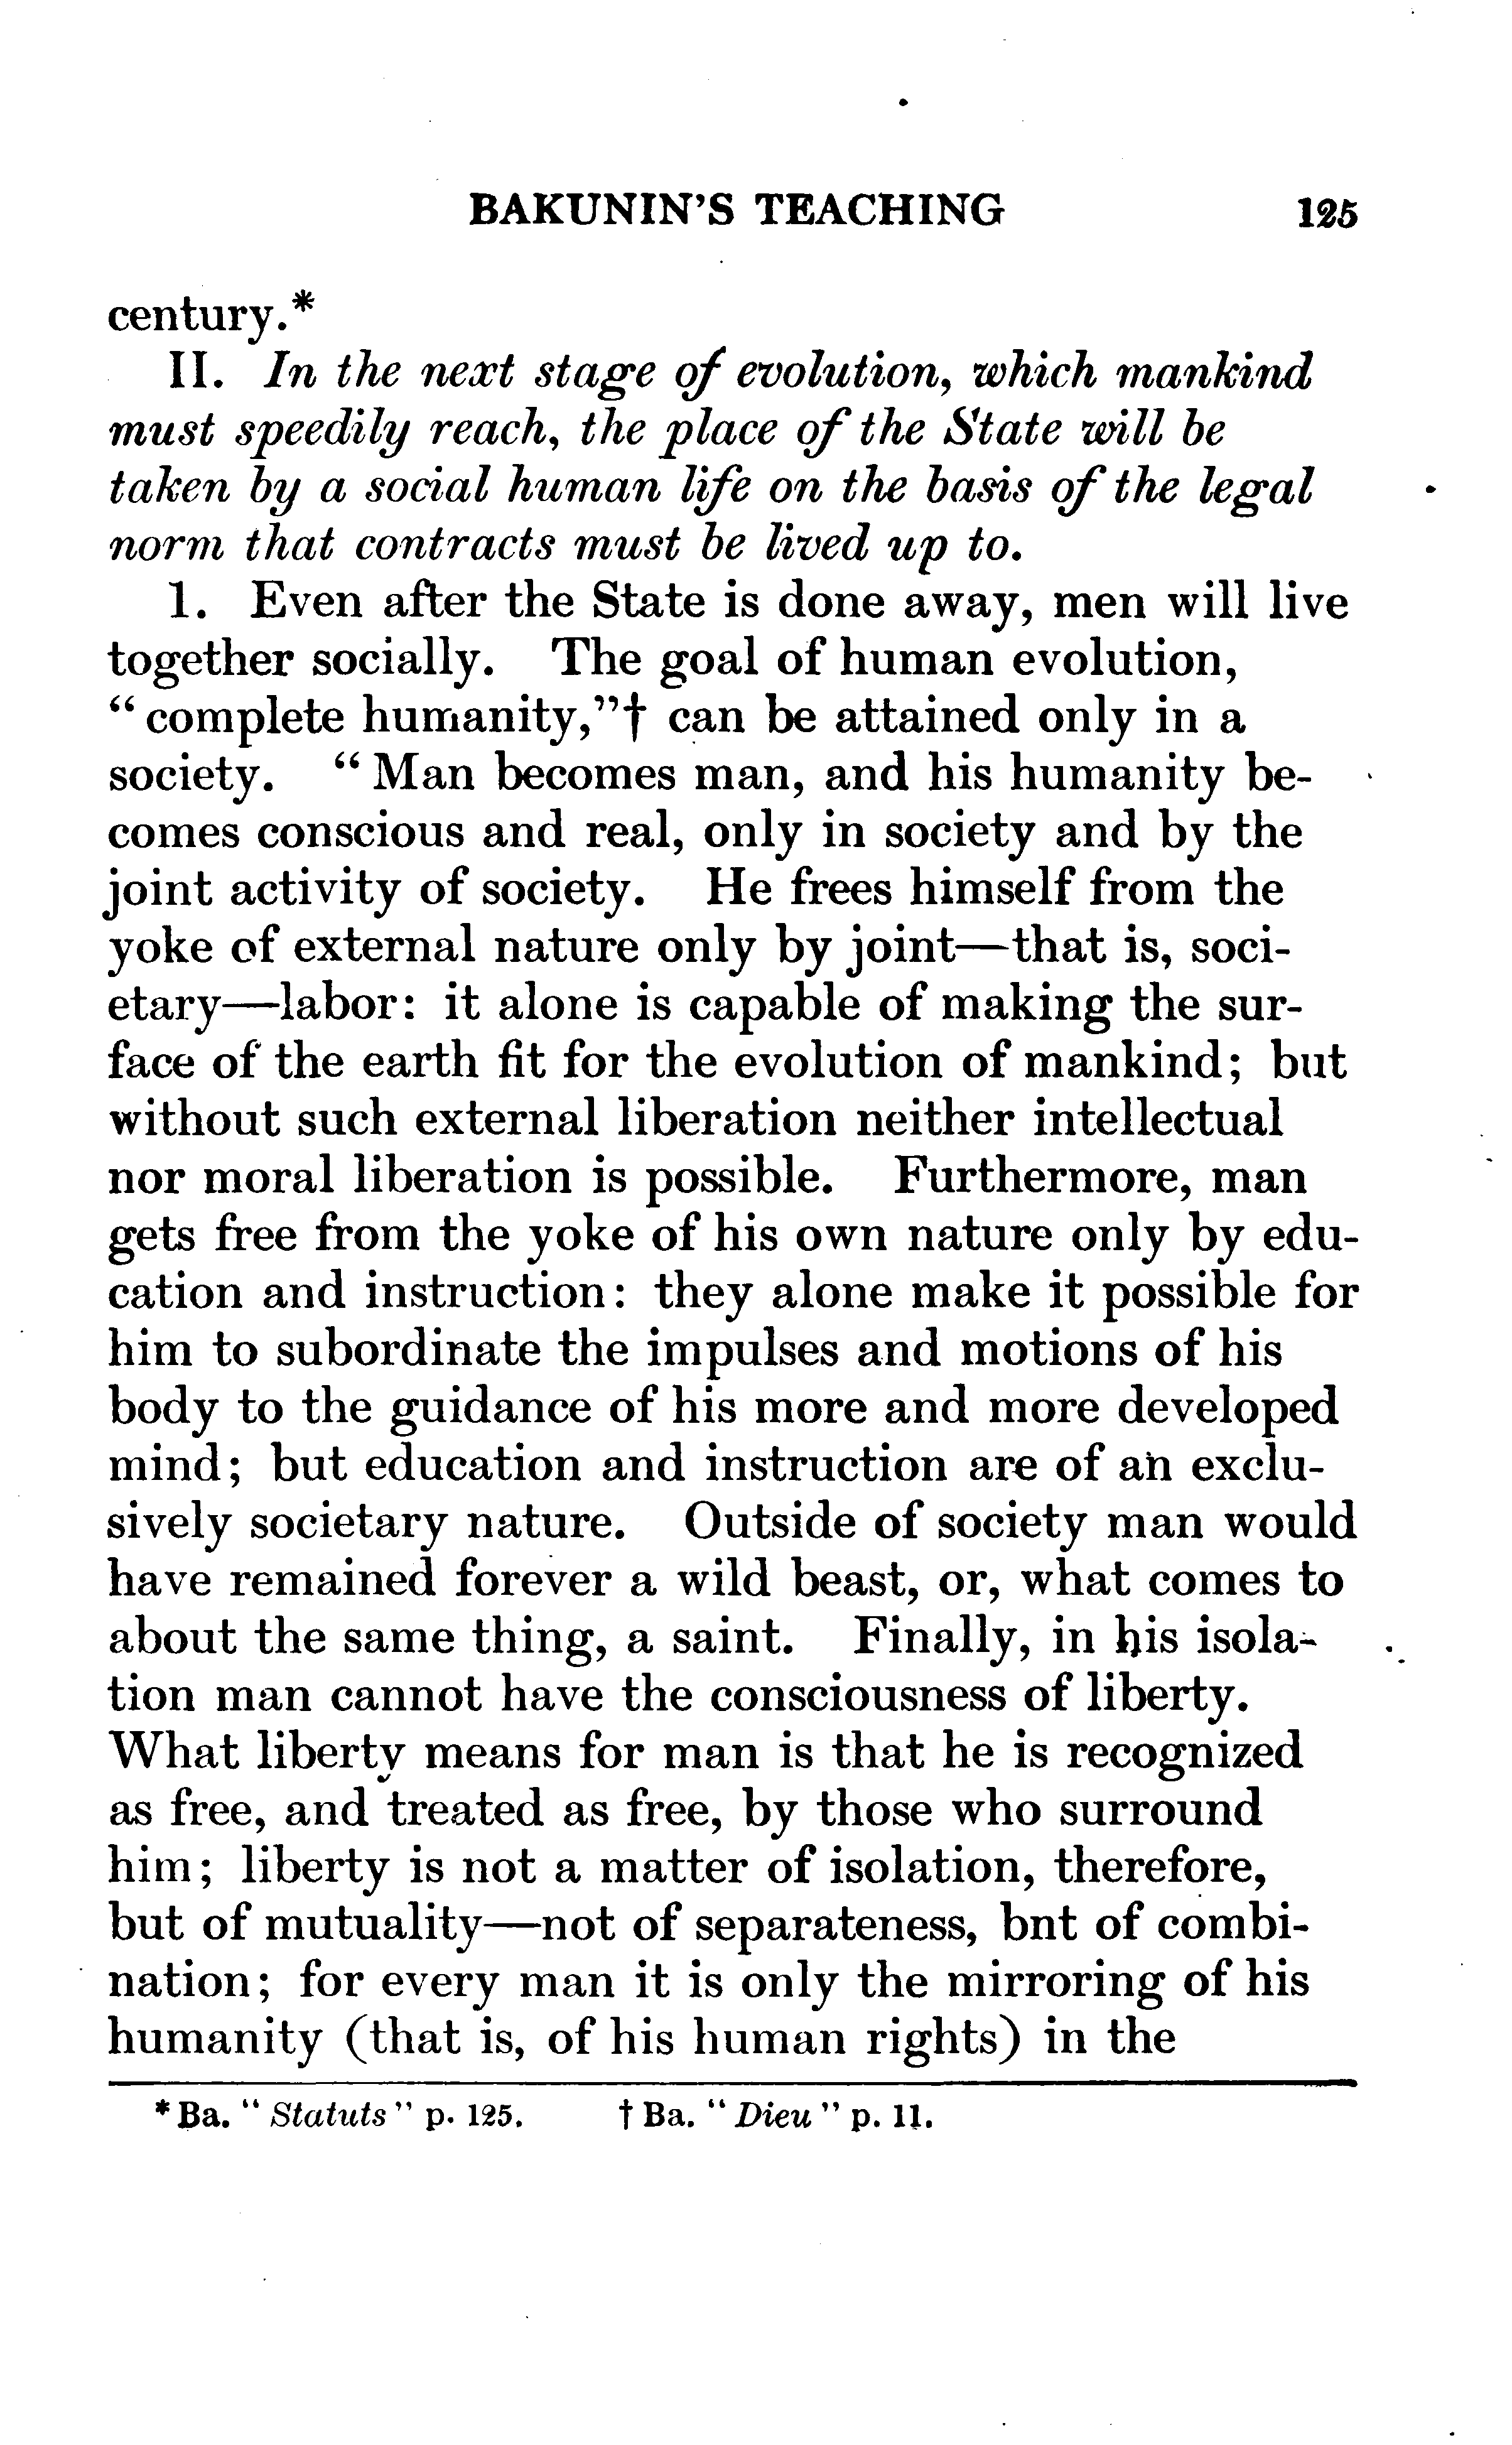 BAKUNIN'S TEACHING 125
century.*
II. In the next stage of evolution, which mankind
must speedily reach, the place of the State will be
taken by a social human life on the basis of the legal
norm that contracts must be lived up to.
1. Even after the State is done away, men will live
together socially. The goal of human evolution,
“complete humanity,”† can be attained only in a
society. “Man becomes man, and his humanity be-
comes conscious and real, only in society and by the
joint activity of society. He frees himself from the
yoke of external nature only by joint—that is, soci-
etary—labor: it alone is capable of making the sur-
face of the earth fit for the evolution of mankind; but
without such external liberation neither intellectual
nor moral liberation is possible. Furthermore, man
gets free from the yoke of his own nature only by edu-
cation and instruction: they alone make it possible for
him to subordinate the impulses and motions of his
body to the guidance of his more and more developed
mind; but education and instruction are of an exclu-
sively societary nature. Outside of society man would
have remained forever a wild beast, or, what comes to
about the same thing, a saint. Finally, in his isola-
tion man cannot have the consciousness of liberty.
What liberty means for man is that he is recognized
as free, and treated as free, by those who surround
him; liberty is not a matter of isolation, therefore,
but of mutuality—not of separateness, bnt of combi-
nation; for every man it is only the mirroring of his
humanity (that is, of his human rights) in the
* Ba. “Statuts” p. 125. † Ba. “Dieu” p. 11.